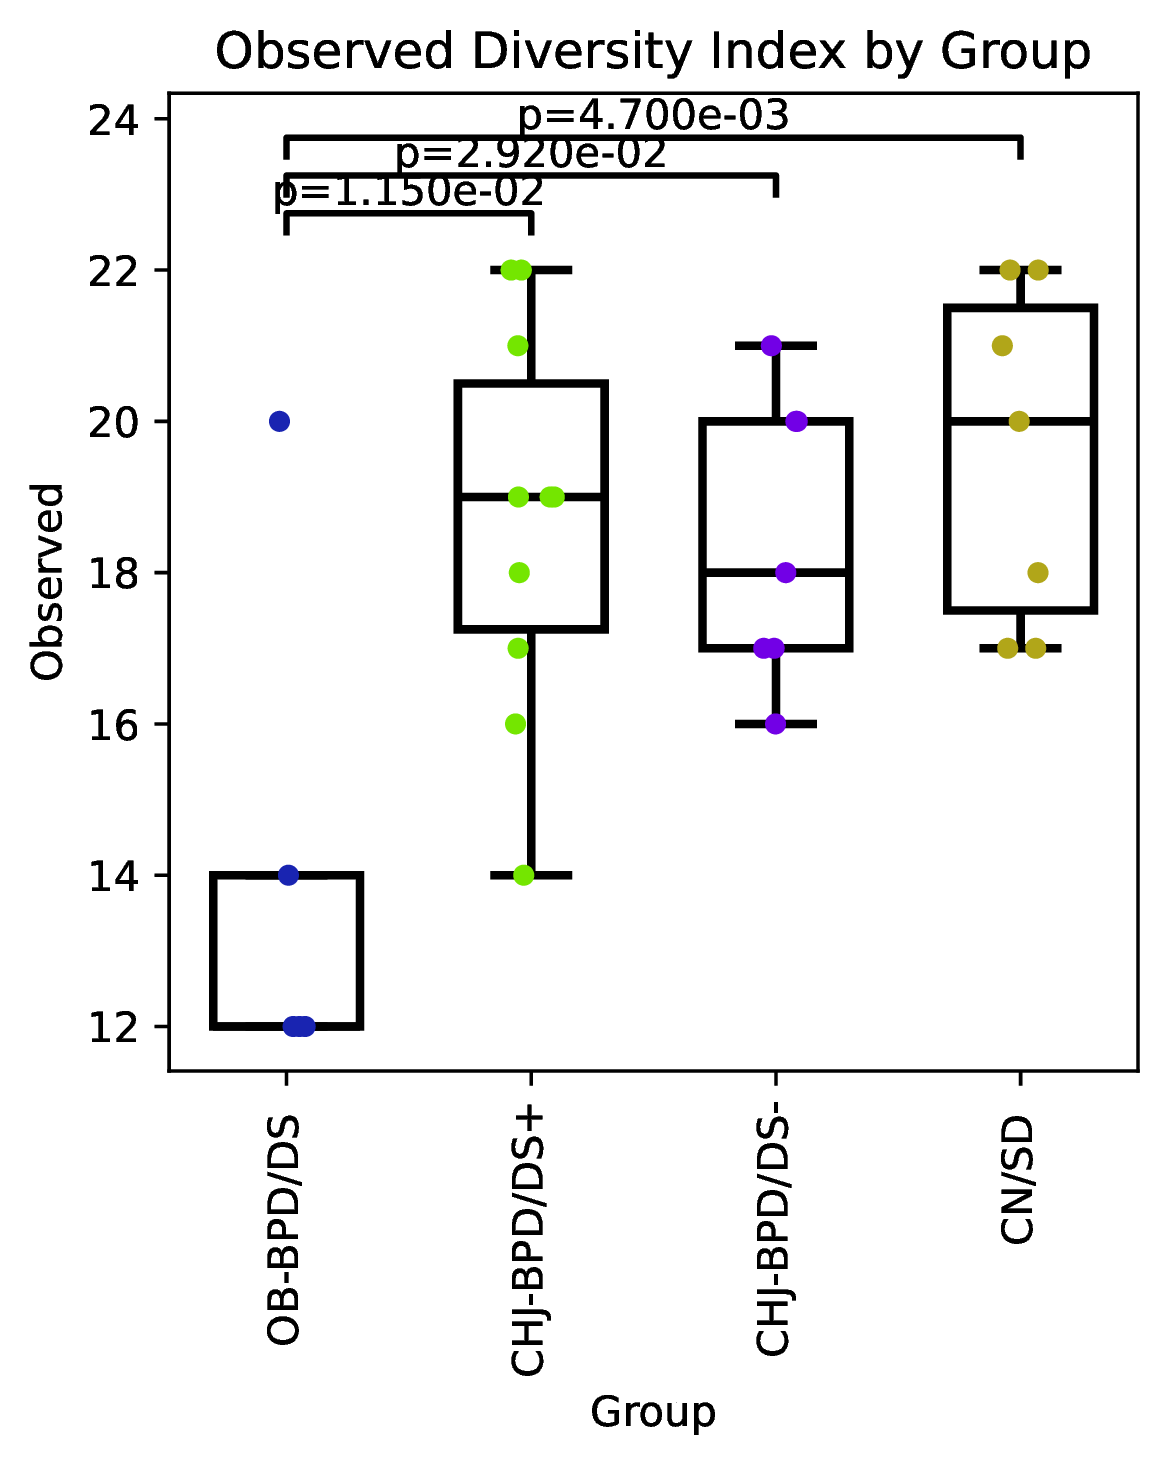 Observed Diversity Index by Group
p=4.700e-03
p=2.920e-02
p=1.150e-02
24
22
20
18
16
14
12
Observed
OB-BPD/DS
CHJ-BPD/DS+
CHJ-BPD/DS-
CN/SD
Group